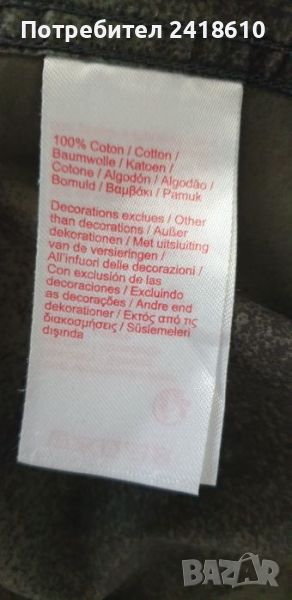 Потребител 2418610
100% Coton / Cotton /
Baumwolle / Katoen /
Cotone / Algodón / Algodão /
Bomuld / Βαμβάκι / Pamuk
Decorations exclues / Other
than decorations / Außer
dekorationen / Met uitsluiting
van de versieringen /
All'infuori delle decorazioni /
Con exclusión de las
decoraciones / Excluindo
as decorações / Andre end
dekorationer / Εκτός από τις
διακοσμήσεις / Süslemeleri
dışında
BAZAR